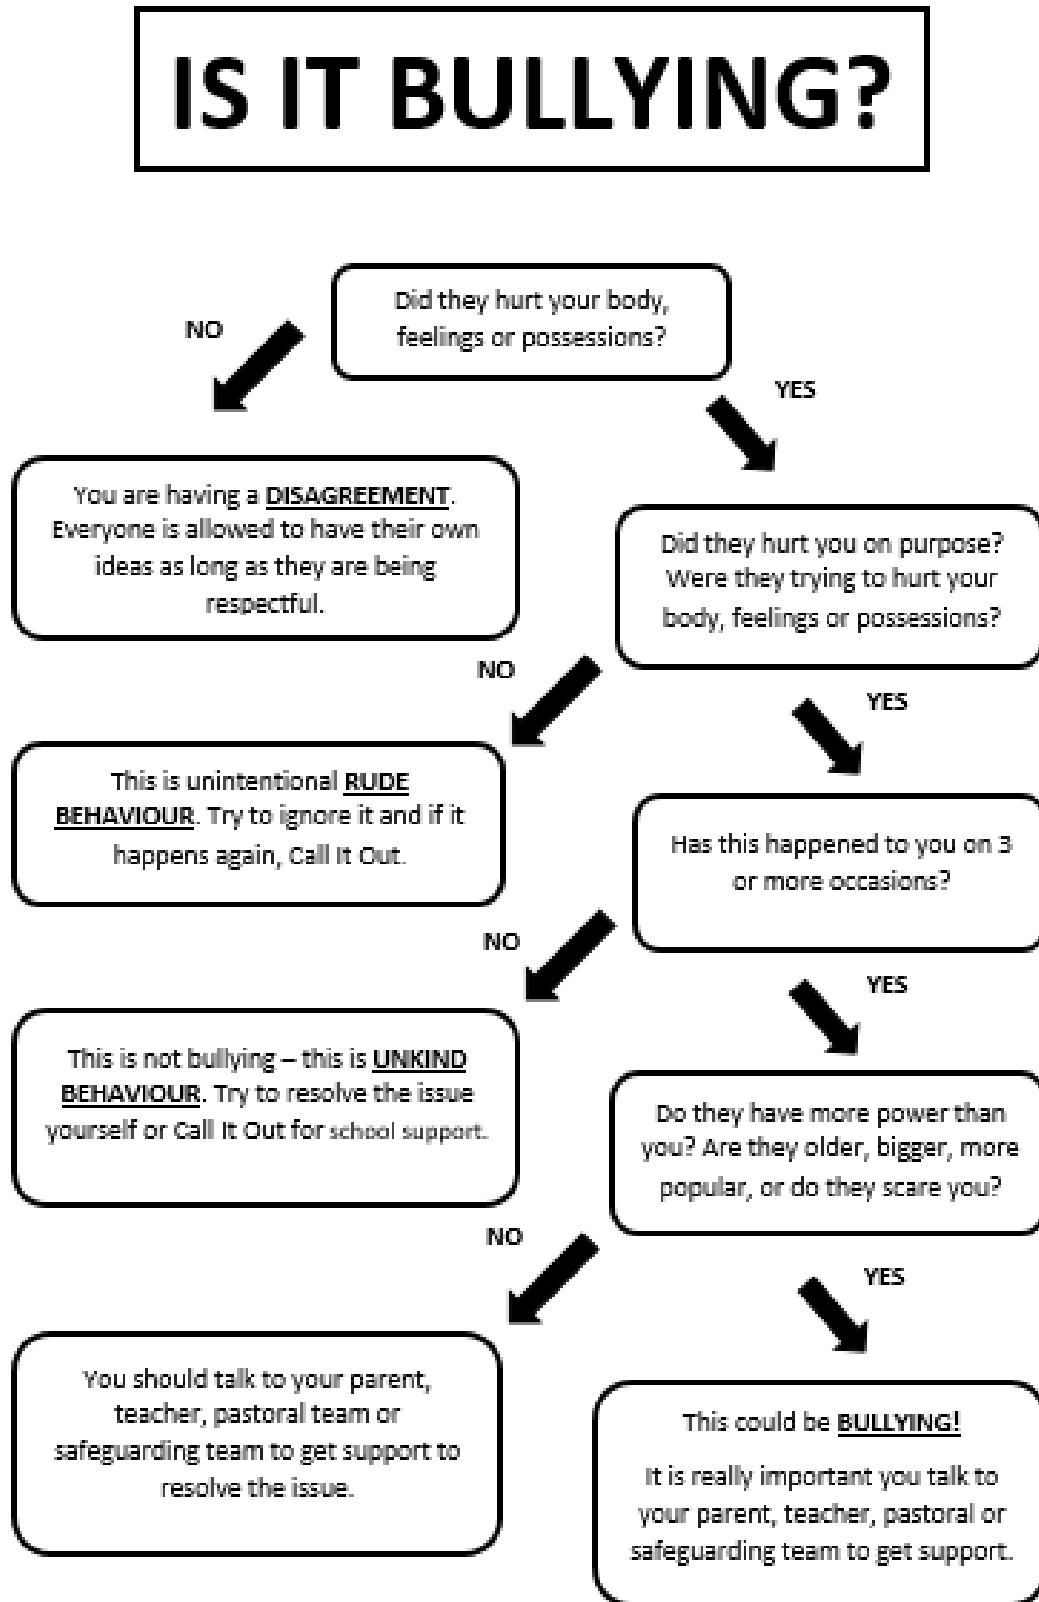 IS IT BULLYING?
Did they hurt your body,
feelings or possessions?
NO
YES
You are having a DISAGREEMENT.
Everyone is allowed to have their own
ideas as long as they are being
respectful.
Did they hurt you on purpose?
Were they trying to hurt your
body, feelings or possessions?
NO
YES
This is unintentional RUDE
BEHAVIOUR. Try to ignore it and if it
happens again, Call It Out.
Has this happened to you on 3
or more occasions?
NO
YES
This is not bullying – this is UNKIND
BEHAVIOUR. Try to resolve the issue
yourself or Call It Out for school support.
Do they have more power than
you? Are they older, bigger, more
popular, or do they scare you?
NO
YES
You should talk to your parent,
teacher, pastoral team or
safeguarding team to get support to
resolve the issue.
This could be BULLYING!
It is really important you talk to
your parent, teacher, pastoral or
safeguarding team to get support.